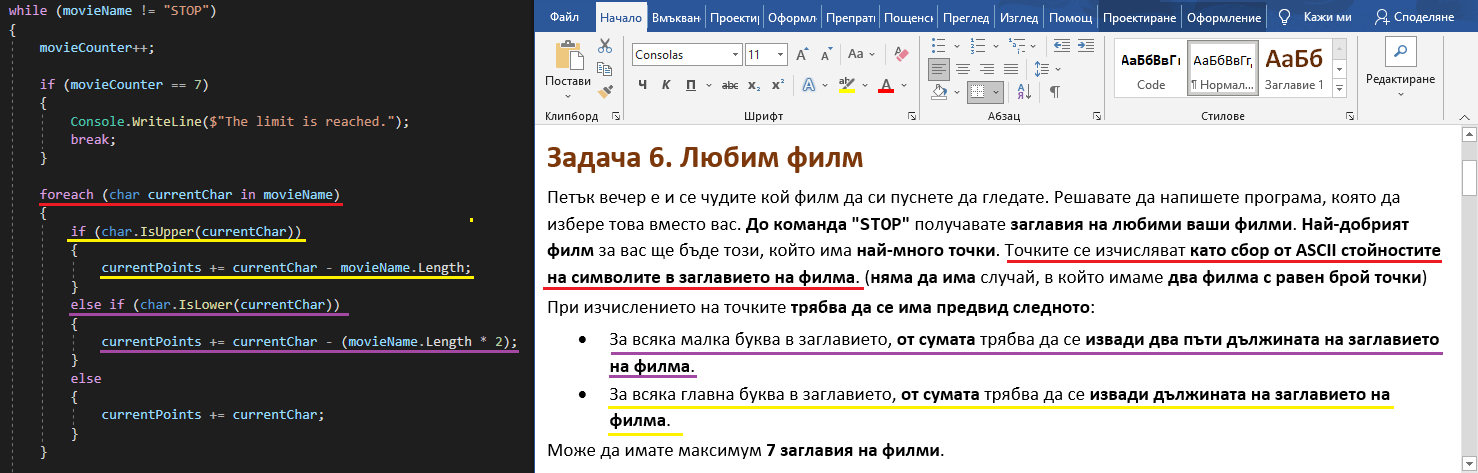 while (movieName != "STOP")
{
movieCounter++;
if (movieCounter == 7)
{
Console.WriteLine($"The limit is reached.");
break;
}
foreach (char currentChar in movieName)
{
if (char.IsUpper(currentChar))
{
currentPoints += currentChar - movieName.Length;
}
else if (char.IsLower(currentChar))
{
currentPoints += currentChar - (movieName.Length * 2);
}
else
{
currentPoints += currentChar;
}
}
Файл Начало Вмъкван Проектир Оформл Препрати Пощенск Преглед Изглед Помощ Проектиране Оформление Кажи ми Споделяне
Постави
Consolas 11
Ч К П abc x₂ x²
Aa
АаБбВвГг АаБбВвГг, АаБб
Code ¶ Нормал... Заглавие 1
Редактиране
Клипборд Шрифт Абзац Стилове
Задача 6. Любим филм
Петък вечер е и се чудите кой филм да си пуснете да гледате. Решавате да напишете програма, която да
избере това вместо вас. До команда "STOP" получавате заглавия на любими ваши филми. Най-добрият
филм за вас ще бъде този, който има най-много точки. Точките се изчисляват като сбор от ASCII стойностите
на символите в заглавието на филма. (няма да има случай, в който имаме два филма с равен брой точки)
При изчислението на точките трябва да се има предвид следното:
• За всяка малка буква в заглавието, от сумата трябва да се извади два пъти дължината на заглавието
на филма.
• За всяка главна буква в заглавието, от сумата трябва да се извади дължината на заглавието на
филма.
Може да имате максимум 7 заглавия на филми.